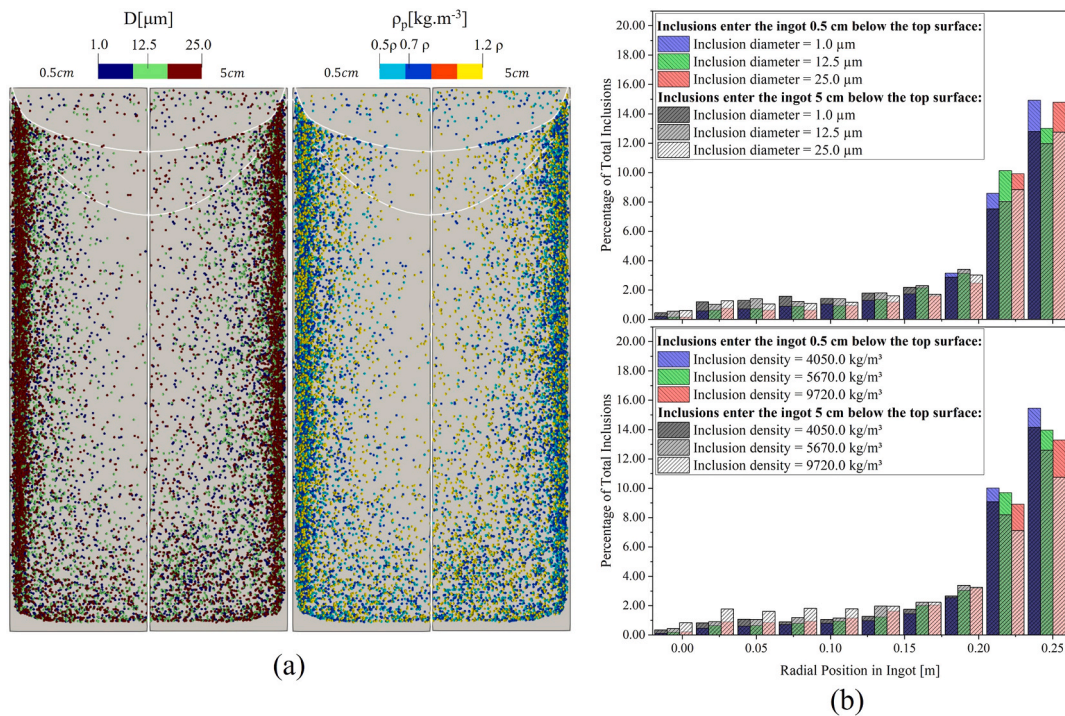 D[μm]
1.0 12.5 25.0
0.5cm 5cm
ρp[kg.m-3]
0.5ρ 0.7 ρ 1.2 ρ
0.5cm 5cm
(a)
20.00
18.00
16.00
14.00
12.00
10.00
8.00
6.00
4.00
2.00
0.00
Percentage of Total Inclusions
Inclusions enter the ingot 0.5 cm below the top surface:
Inclusion diameter = 1.0 μm
Inclusion diameter = 12.5 μm
Inclusion diameter = 25.0 μm
Inclusions enter the ingot 5 cm below the top surface:
Inclusion diameter = 1.0 μm
Inclusion diameter = 12.5 μm
Inclusion diameter = 25.0 μm
20.00
18.00
16.00
14.00
12.00
10.00
8.00
6.00
4.00
2.00
0.00
Percentage of Total Inclusions
Inclusions enter the ingot 0.5 cm below the top surface:
Inclusion density = 4050.0 kg/m³
Inclusion density = 5670.0 kg/m³
Inclusion density = 9720.0 kg/m³
Inclusions enter the ingot 5 cm below the top surface:
Inclusion density = 4050.0 kg/m³
Inclusion density = 5670.0 kg/m³
Inclusion density = 9720.0 kg/m³
0.00 0.05 0.10 0.15 0.20 0.25
Radial Position in Ingot [m]
(b)